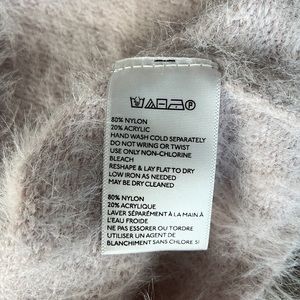 80% NYLON
20% ACRYLIC
HAND WASH COLD SEPARATELY
DO NOT WRING OR TWIST
USE ONLY NON-CHLORINE
BLEACH
RESHAPE & LAY FLAT TO DRY
LOW IRON AS NEEDED
MAY BE DRY CLEANED
80% NYLON
20% ACRYLIQUE
LAVER SÉPARÉMENT À LA MAIN À
L'EAU FROIDE
NE PAS ESSORER OU TORDRE
UTILISER UN AGENT DE
BLANCHIMENT SANS CHLORE SI